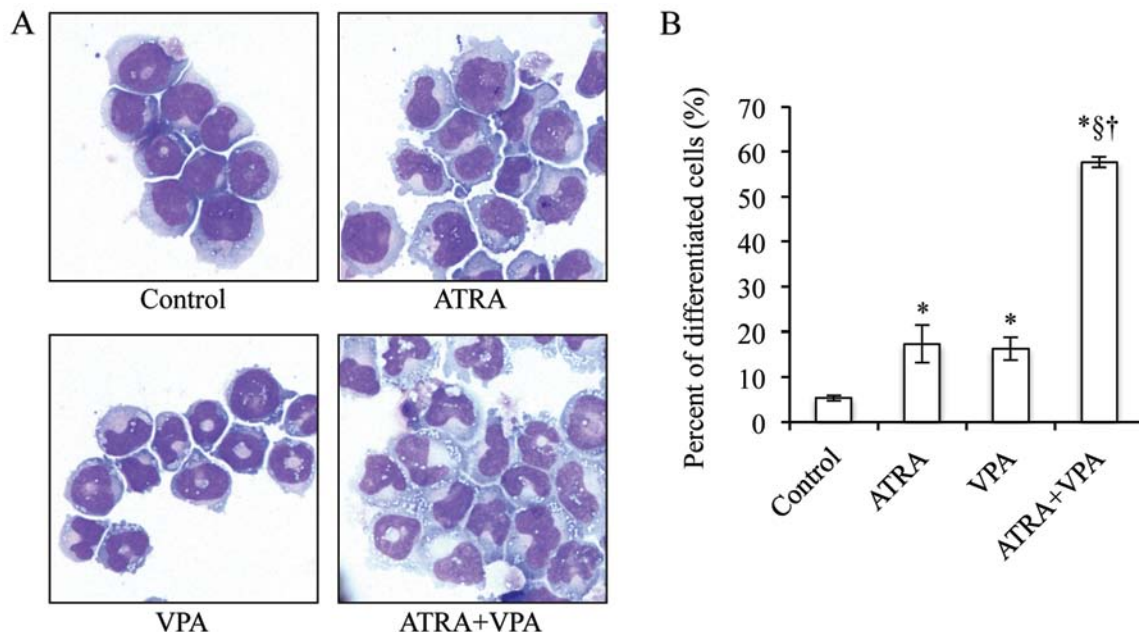 A
Control
ATRA
VPA
ATRA+VPA
B
Percent of differentiated cells (%)
70
60
50
40
30
20
10
0
*
*
*§†
Control
ATRA
VPA
ATRA+VPA